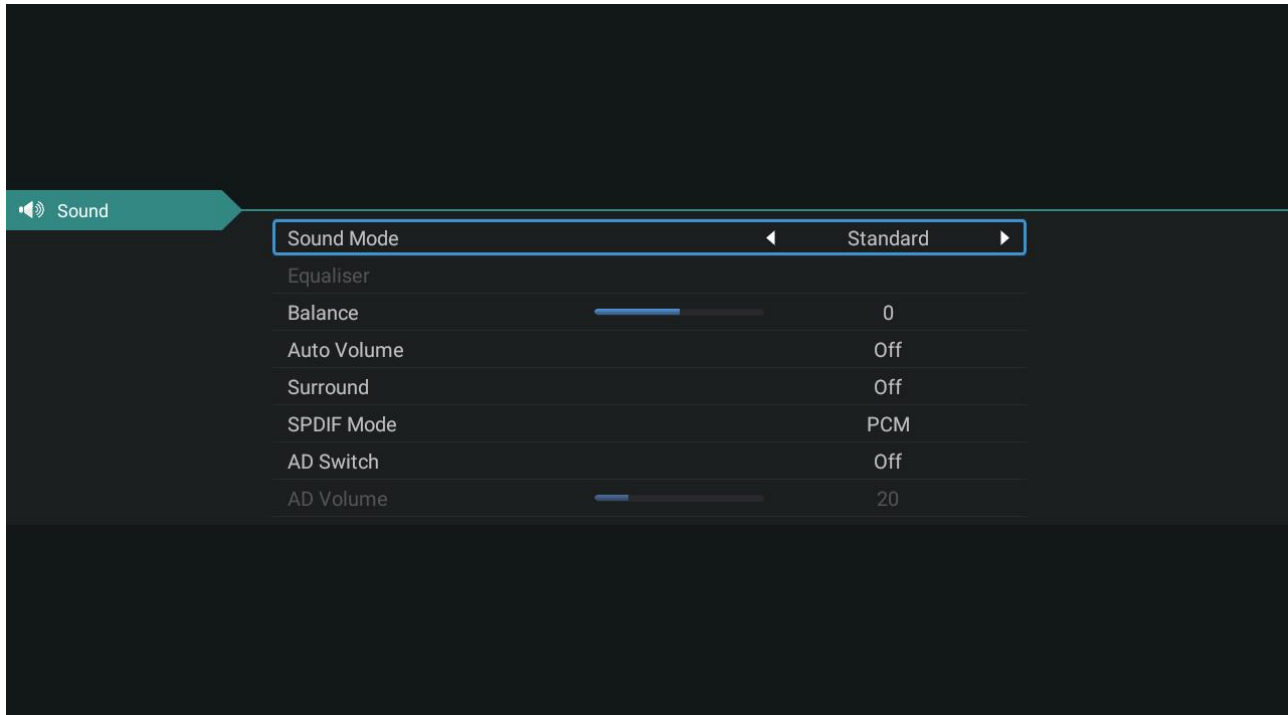 Sound
Sound Mode Standard
Equaliser
Balance 0
Auto Volume Off
Surround Off
SPDIF Mode PCM
AD Switch Off
AD Volume 20